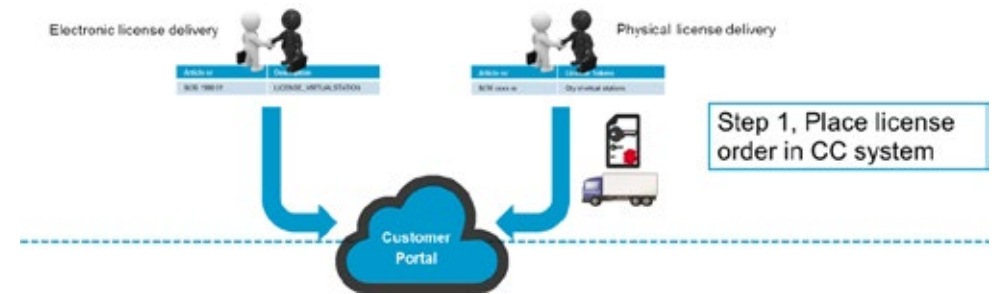 Electronic license delivery
Physical license delivery
Article nr
LICENSE_VIRTUALSTATION
Article nr
Qty of virtual stations
Step 1, Place license
order in CC system
Customer
Portal